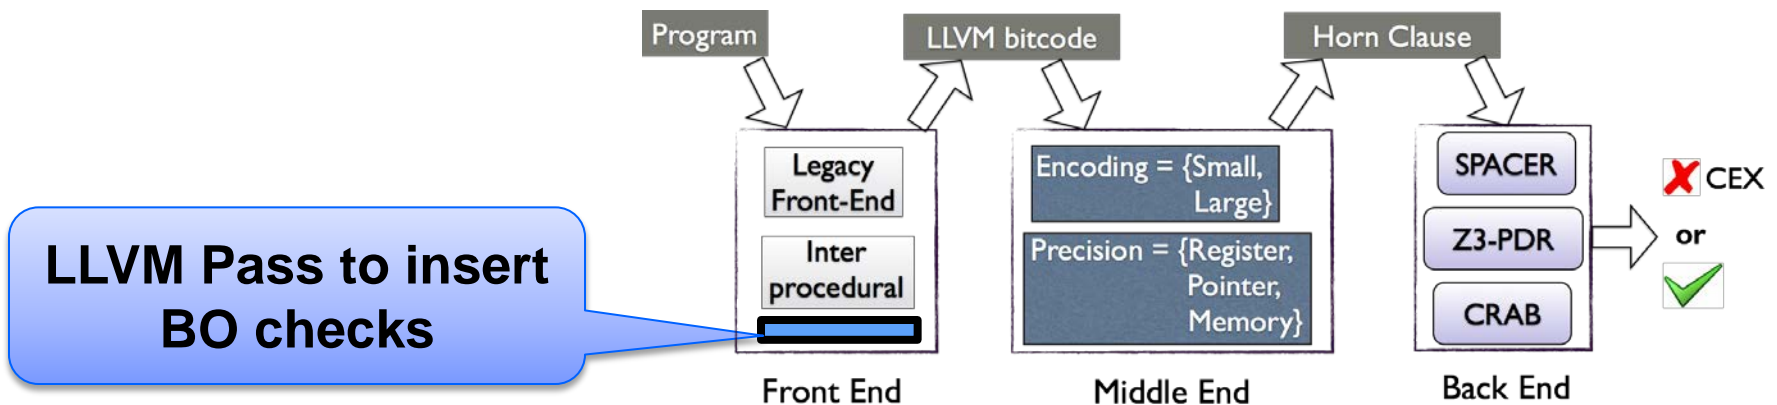 Program
LLVM bitcode
Horn Clause
LLVM Pass to insert
BO checks
Legacy
Front-End
Inter
procedural
Front End
Encoding = {Small,
Large}
Precision = {Register,
Pointer,
Memory}
Middle End
SPACER
Z3-PDR
CRAB
Back End
CEX
or